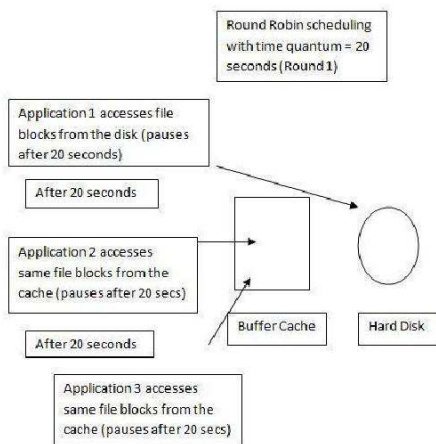 Round Robin scheduling
with time quantum = 20
seconds (Round 1)
Application 1 accesses file
blocks from the disk (pauses
after 20 seconds)
After 20 seconds
Application 2 accesses
same file blocks from the
cache (pauses after 20 secs)
After 20 seconds
Buffer Cache
Hard Disk
Application 3 accesses
same file blocks from the
cache (pauses after 20 secs)